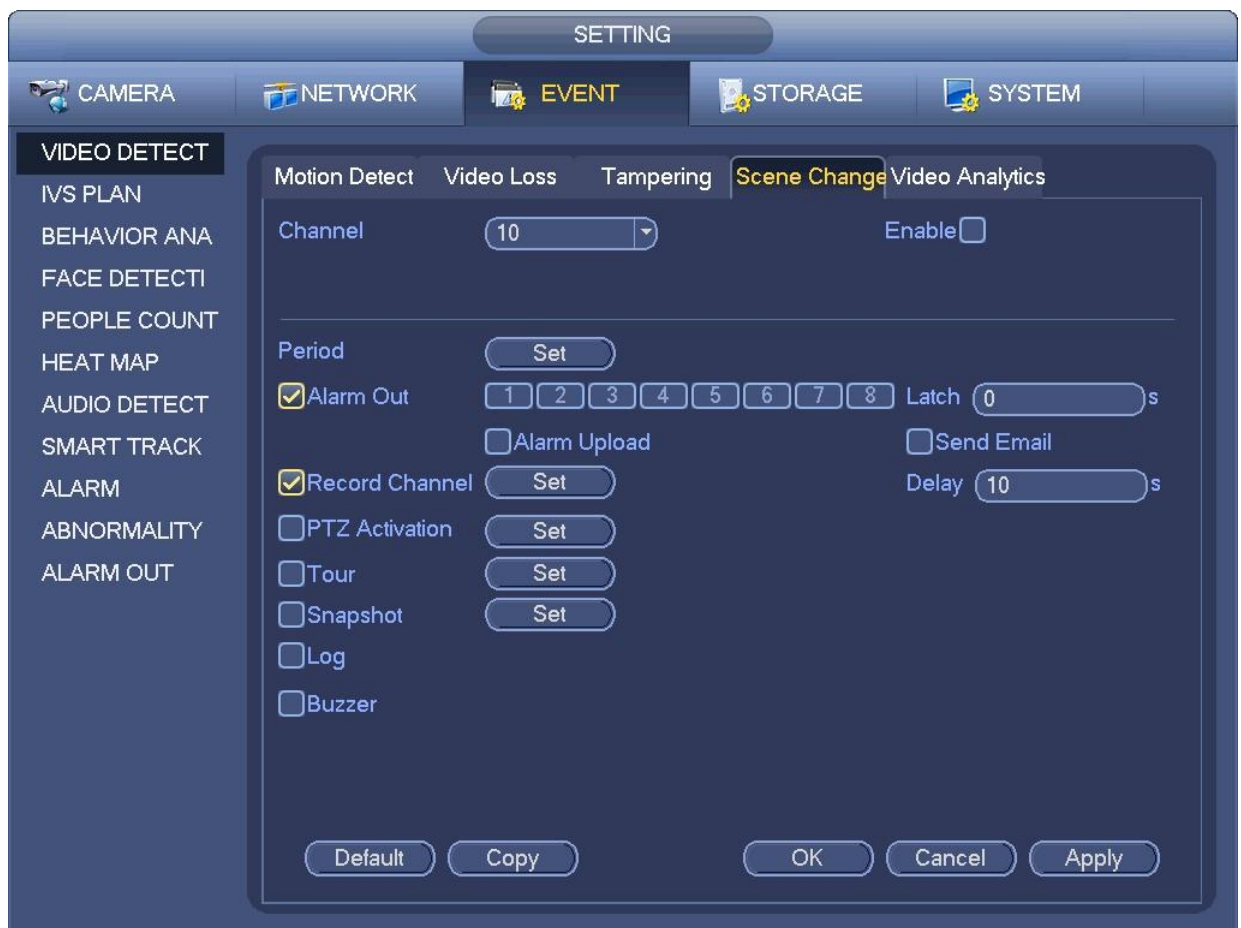 SETTING
CAMERA NETWORK EVENT STORAGE SYSTEM
VIDEO DETECT
IVS PLAN
BEHAVIOR ANA
FACE DETECTI
PEOPLE COUNT
HEAT MAP
AUDIO DETECT
SMART TRACK
ALARM
ABNORMALITY
ALARM OUT
Motion Detect Video Loss Tampering Scene Change Video Analytics
Channel 10 Enable
Period Set
Alarm Out 1 2 3 4 5 6 7 8 Latch 0 s
Alarm Upload Send Email
Record Channel Set Delay 10 s
PTZ Activation Set
Tour Set
Snapshot Set
Log
Buzzer
Default Copy OK Cancel Apply